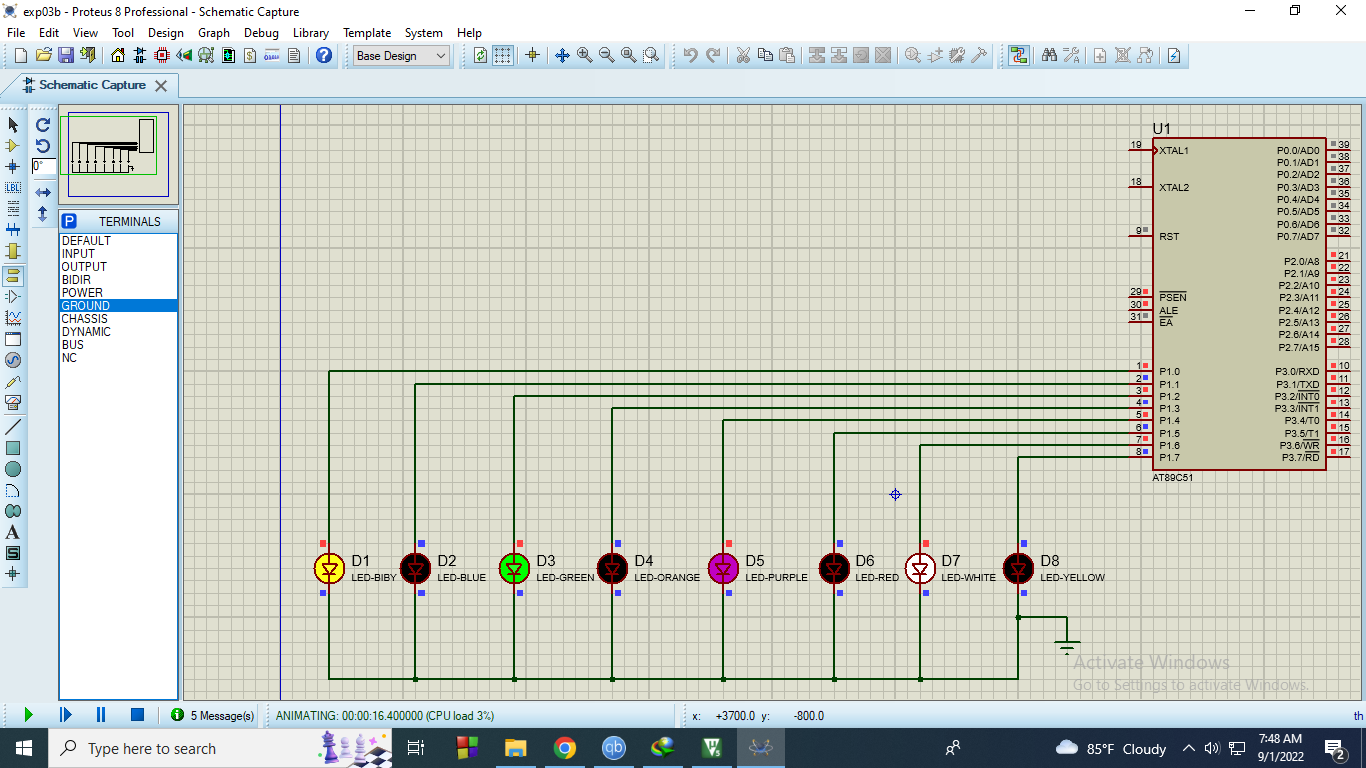 exp03b - Proteus 8 Professional - Schematic Capture
File Edit View Tool Design Graph Debug Library Template System Help
Base Design
Schematic Capture
0°
LBL
P TERMINALS
DEFAULT
INPUT
OUTPUT
BIDIR
POWER
GROUND
CHASSIS
DYNAMIC
BUS
NC
A
S
U1
19 XTAL1 P0.0/AD0 39
P0.1/AD1 38
P0.2/AD2 37
18 XTAL2 P0.3/AD3 36
P0.4/AD4 35
P0.5/AD5 34
P0.6/AD6 33
9 RST P0.7/AD7 32
P2.0/A8 21
P2.1/A9 22
P2.2/A10 23
29 PSEN P2.3/A11 24
30 ALE P2.4/A12 25
31 EA P2.5/A13 26
P2.6/A14 27
P2.7/A15 28
1 P1.0 P3.0/RXD 10
2 P1.1 P3.1/TXD 11
3 P1.2 P3.2/INT0 12
4 P1.3 P3.3/INT1 13
5 P1.4 P3.4/T0 14
6 P1.5 P3.5/T1 15
7 P1.6 P3.6/WR 16
8 P1.7 P3.7/RD 17
AT89C51
D1 D2 D3 D4 D5 D6 D7 D8
LED-BIBY LED-BLUE LED-GREEN LED-ORANGE LED-PURPLE LED-RED LED-WHITE LED-YELLOW
Activate Windows
Go to Settings to activate Windows.
5 Message(s) ANIMATING: 00:00:16.400000 (CPU load 3%) x: +3700.0 y: -800.0 th
Type here to search
qb
85°F Cloudy
7:48 AM
9/1/2022
2